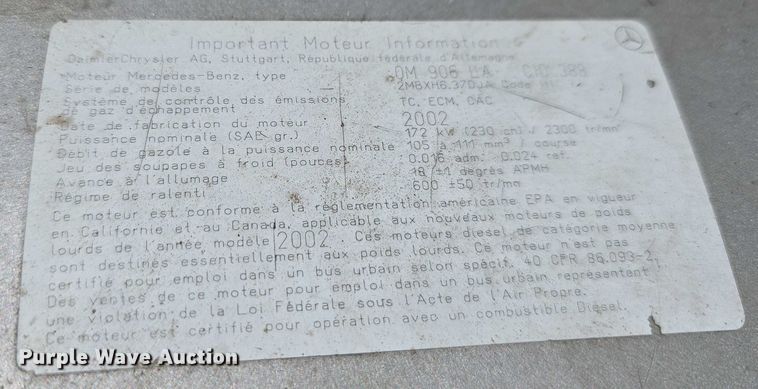 Important Moteur Information
DaimlerChrysler AG, Stuttgart, République fédérale d'Allemagne
Moteur Mercedes-Benz, type OM 906 LA
Série de modèles 2MBXH6.37DJA Code
Système de contrôle des émissions
de gaz d'échappement TC, ECM, CAC
Date de fabrication du moteur 2002
Puissance nominale (SAE gr.) 172 kW (230 ch) / 2300 tr/mn
Débit de gazole à la puissance nominale 105 à 111 mm³ / course
Jeu des soupapes à froid (pouces) 0.016 adm. 0.024 ref.
Avance à l'allumage 18 ±1 degrés APMH
Régime de ralenti 600 ±50 tr/mn
Ce moteur est conforme à la réglementation américaine EPA en vigueur
en Californie et au Canada, applicable aux nouveaux moteurs de poids
lourds de l'année modèle 2002. Ces moteurs diesel de catégorie moyenne
sont destinés essentiellement aux poids lourds. Ce moteur n'est pas
certifié pour emploi dans un bus urbain selon spécif. 40 CFR 86.093-2.
Des ventes de ce moteur pour emploi dans un bus urbain représentent
une violation de la Loi Fédérale sous l'Acte de l'Air Propre.
Ce moteur est certifié pour opération avec un combustible Diesel.
Purple Wave Auction